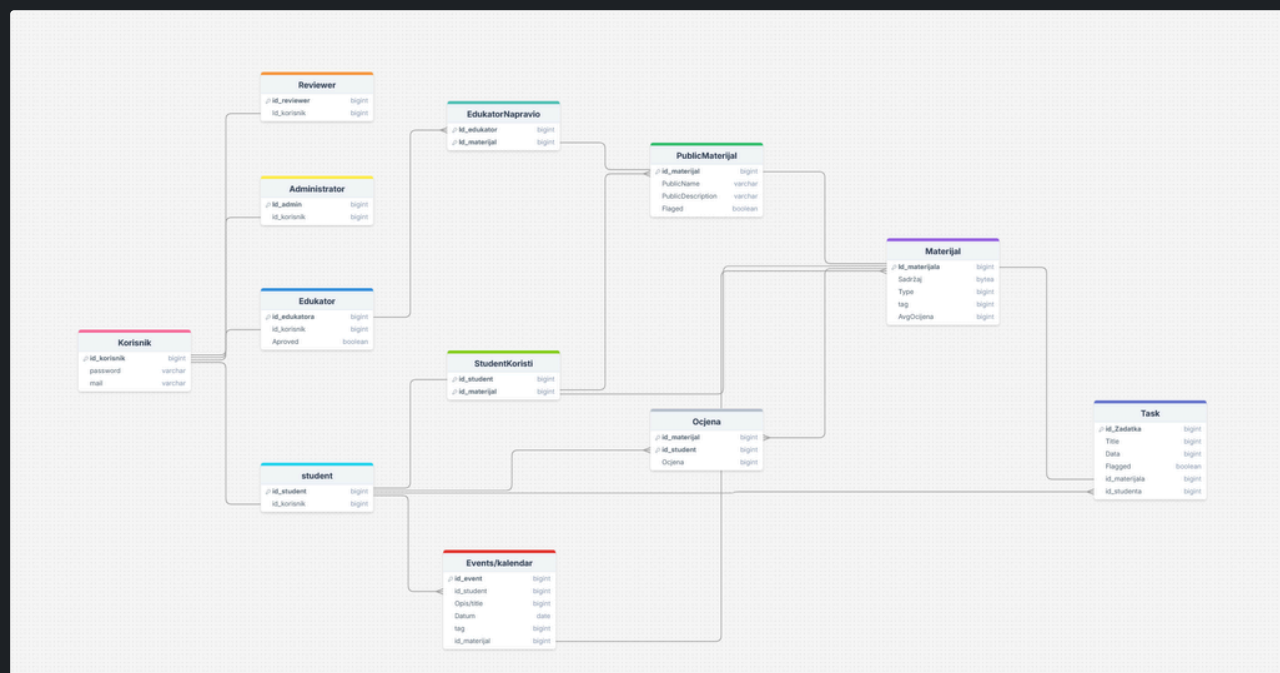 Reviewer
id_reviewer bigint
id_korisnik bigint
Administrator
id_admin bigint
id_korisnik bigint
Edukator
id_edukatora bigint
id_korisnik bigint
Aproved boolean
Korisnik
id_korisnik bigint
password varchar
mail varchar
student
id_student bigint
id_korisnik bigint
EdukatorNapravio
id_edukator bigint
id_materijal bigint
StudentKoristi
id_student bigint
id_materijal bigint
Events/kalendar
id_event bigint
id_student bigint
Opis/title bigint
Datum date
tag bigint
id_materijal bigint
PublicMaterijal
id_materijal bigint
PublicName varchar
PublicDescription varchar
Flaged boolean
Ocjena
id_materijal bigint
id_student bigint
Ocjena bigint
Materijal
id_materijala bigint
Sadržaj bytea
Type bigint
tag bigint
AvgOcijena bigint
Task
id_Zadatka bigint
Title bigint
Data bigint
Flagged boolean
id_materijala bigint
id_studenta bigint